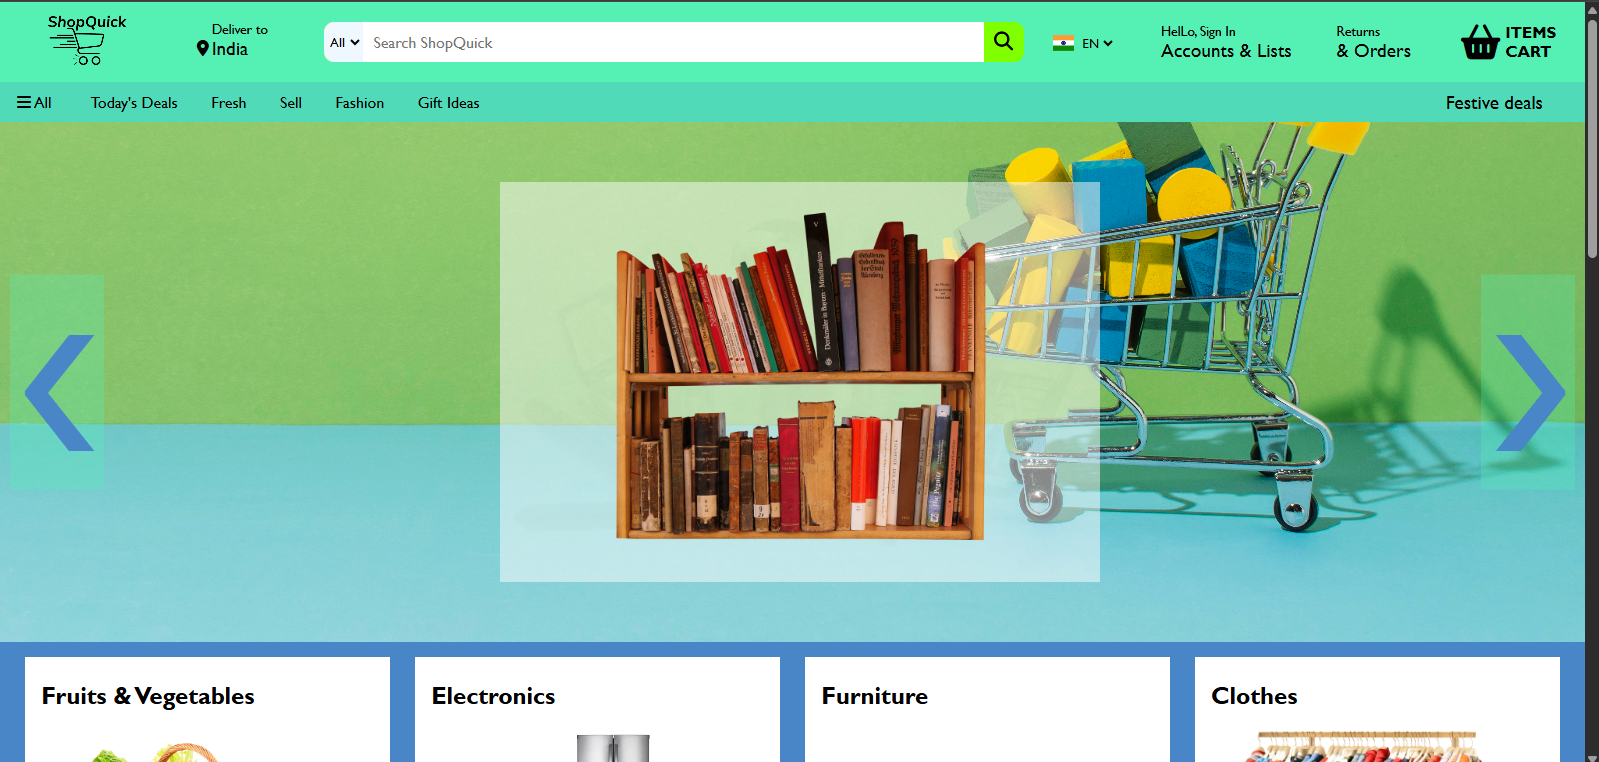 ShopQuick
Deliver to
India
All
Search ShopQuick
EN
HelLo, Sign In
Accounts & Lists
Returns
& Orders
ITEMS
CART
All
Today's Deals
Fresh
Sell
Fashion
Gift Ideas
Festive deals
Fruits & Vegetables
Electronics
Furniture
Clothes